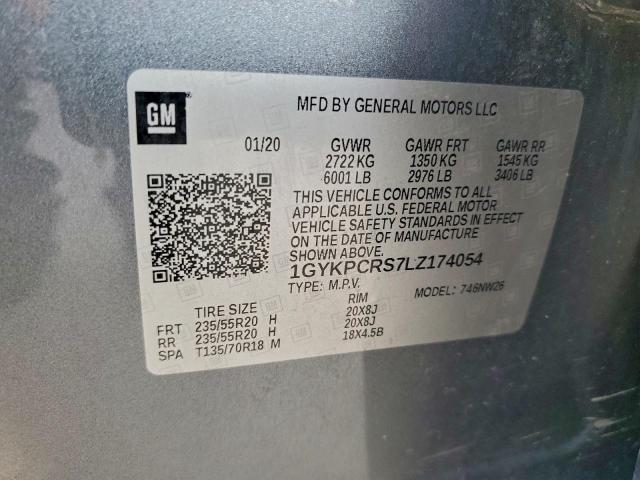 GM
MFD BY GENERAL MOTORS LLC
01/20 GVWR GAWR FRT GAWR RR
2722 KG 1350 KG 1545 KG
6001 LB 2976 LB 3406 LB
THIS VEHICLE CONFORMS TO ALL
APPLICABLE U.S. FEDERAL MOTOR
VEHICLE SAFETY STANDARDS IN EFFECT
ON THE DATE OF MANUFACTURE
SHOWN ABOVE.
1GYKPCRS7LZ174054
TYPE: M.P.V. MODEL: 746NW26
TIRE SIZE RIM
FRT 235/55R20 H 20X8J
RR 235/55R20 H 20X8J
SPA T135/70R18 M 18X4.5B